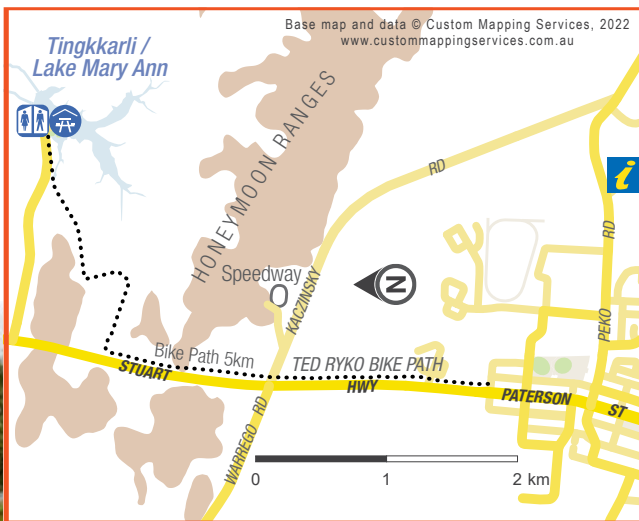 Base map and data © Custom Mapping Services, 2022
www.custommappingservices.com.au
Tingkkarli /
Lake Mary Ann
HONEYMOON RANGES
RD
i
Speedway
KACZINSKY
N
RD
PEKO
Bike Path 5km
TED RYKO BIKE PATH
STUART
HWY
PATERSON
ST
WARREGO RD
0 1 2 km